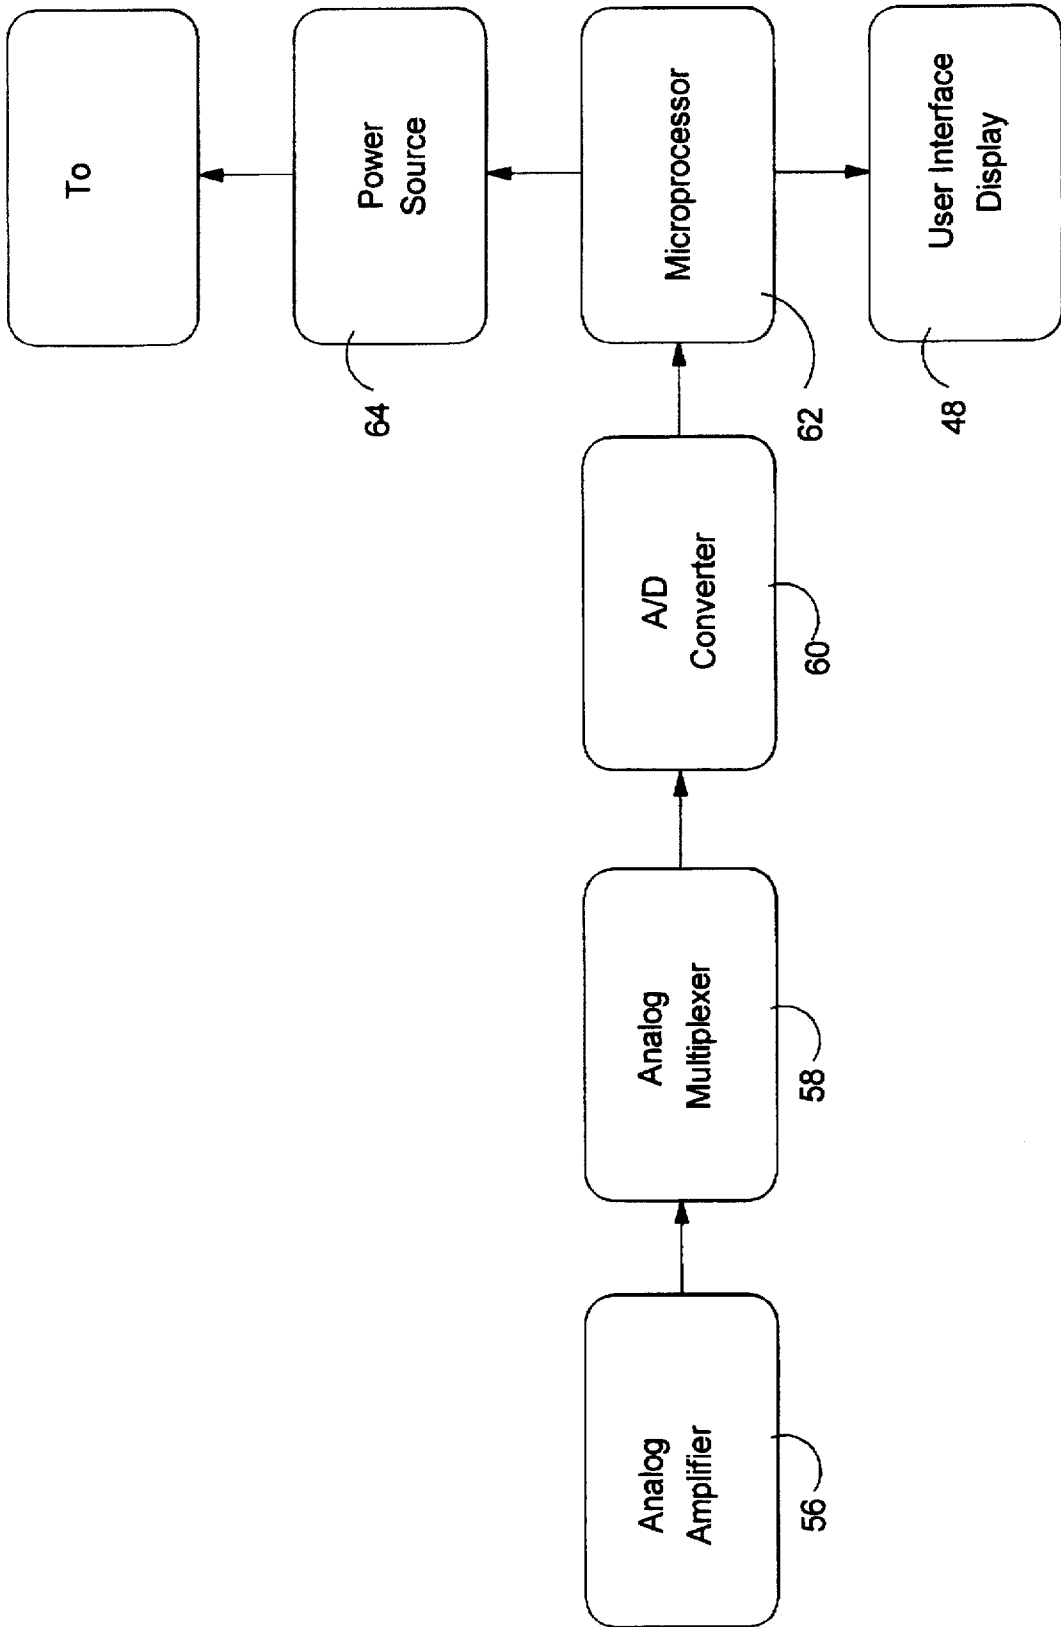 Analog
Amplifier
56
Analog
Multiplexer
58
A/D
Converter
60
Microprocessor
62
Power
Source
64
To
User Interface
Display
48